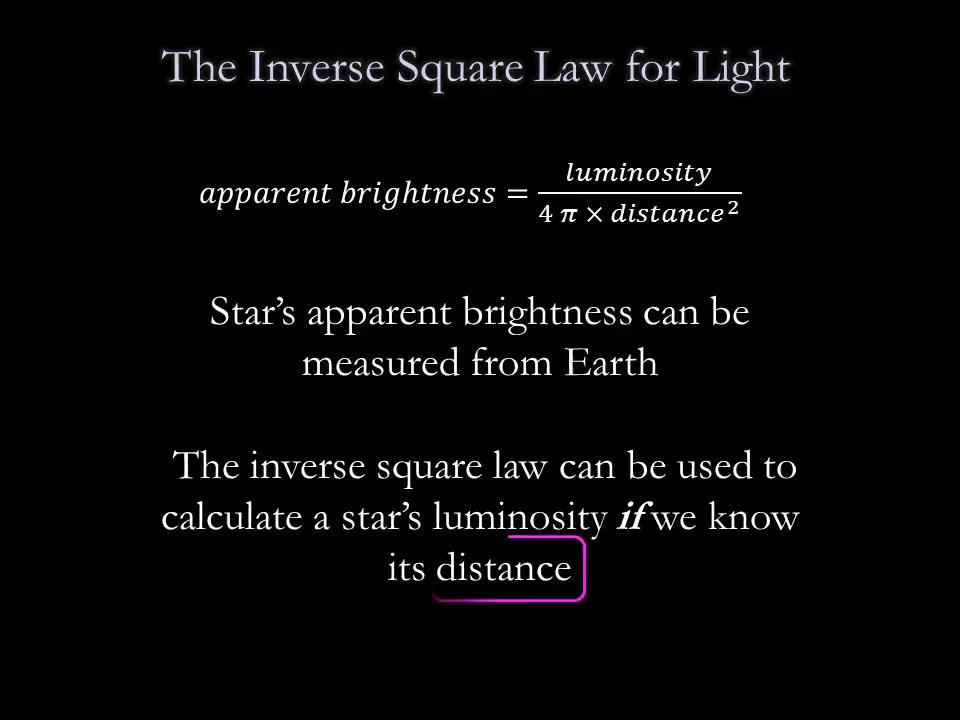 The Inverse Square Law for Light
apparent brightness = luminosity / 4 π × distance²
Star’s apparent brightness can be
measured from Earth
The inverse square law can be used to
calculate a star’s luminosity if we know
its distance